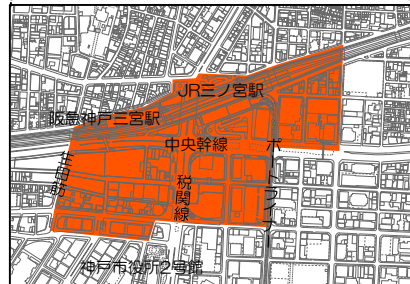 JR三ノ宮駅
阪急神戸三宮駅
中央幹線
生田筋
税関線
ポートライナー
神戸市役所2号館